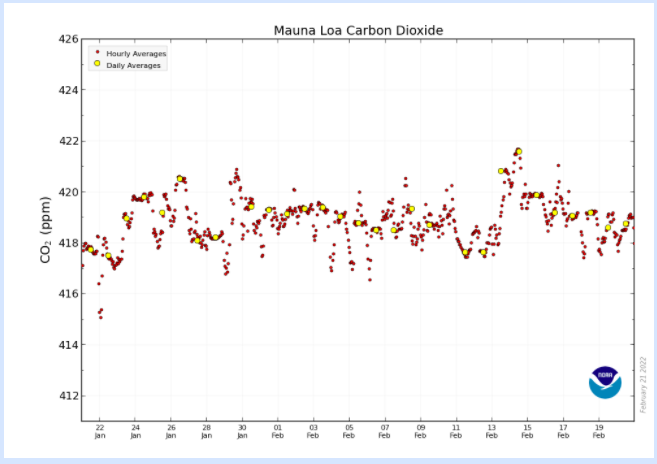 Mauna Loa Carbon Dioxide
Hourly Averages
Daily Averages
CO₂ (ppm)
426
424
422
420
418
416
414
412
22 Jan
24 Jan
26 Jan
28 Jan
30 Jan
01 Feb
03 Feb
05 Feb
07 Feb
09 Feb
11 Feb
13 Feb
15 Feb
17 Feb
19 Feb
NOAA
February 21 2022